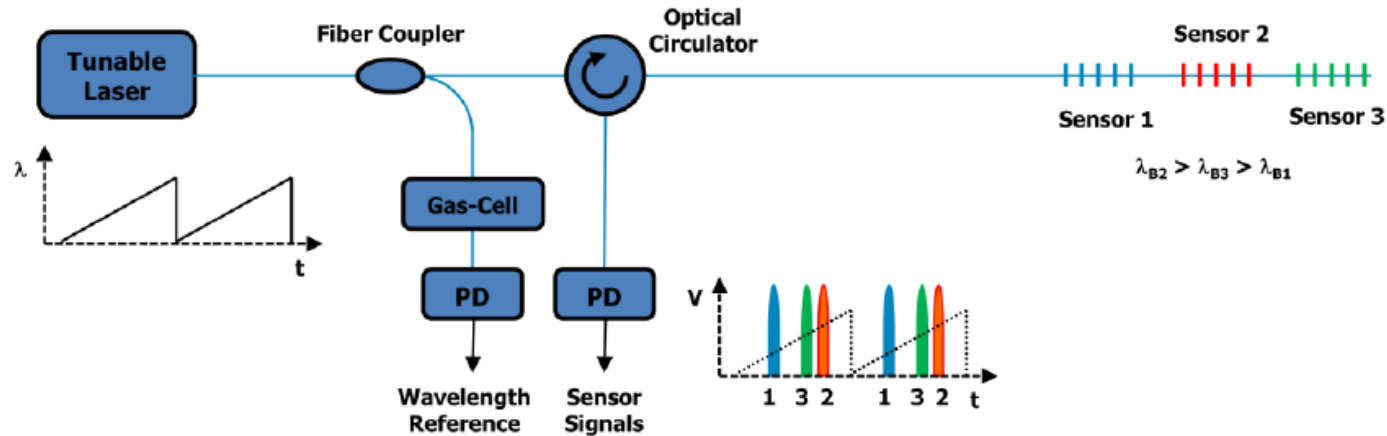 Tunable
Laser
Fiber Coupler
Optical
Circulator
Sensor 2
Sensor 1
Sensor 3
λB2 > λB3 > λB1
λ
t
Gas-Cell
PD
PD
Wavelength
Reference
Sensor
Signals
V
1 3 2 1 3 2 t